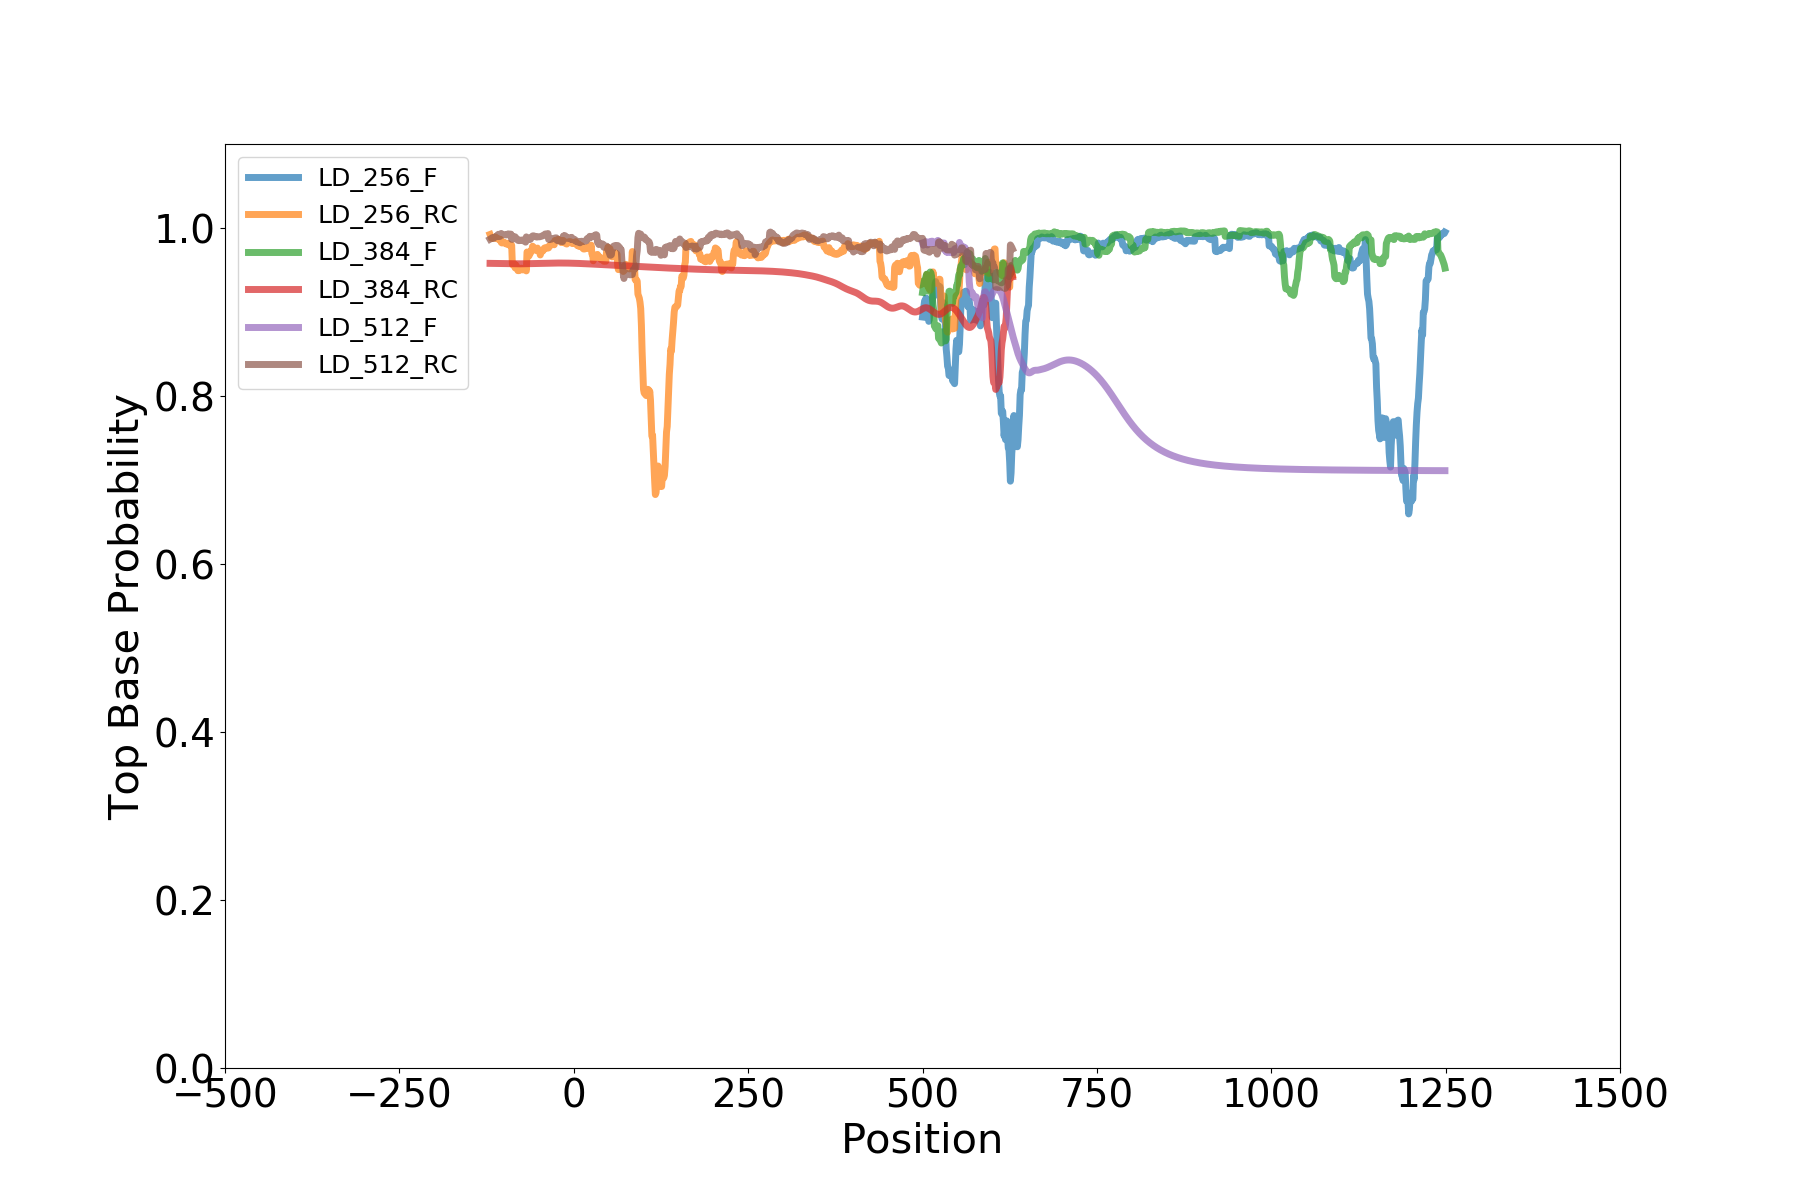 LD_256_F
LD_256_RC
LD_384_F
LD_384_RC
LD_512_F
LD_512_RC
Top Base Probability
1.0
0.8
0.6
0.4
0.2
0.0
−500 −250 0 250 500 750 1000 1250 1500
Position